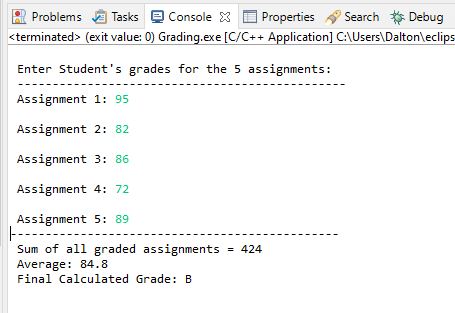 Problems Tasks Console Properties Search Debug
<terminated> (exit value: 0) Grading.exe [C/C++ Application] C:\Users\Dalton\eclips
Enter Student's grades for the 5 assignments:
-----------------------------------------------
Assignment 1: 95
Assignment 2: 82
Assignment 3: 86
Assignment 4: 72
Assignment 5: 89
-----------------------------------------------
Sum of all graded assignments = 424
Average: 84.8
Final Calculated Grade: B